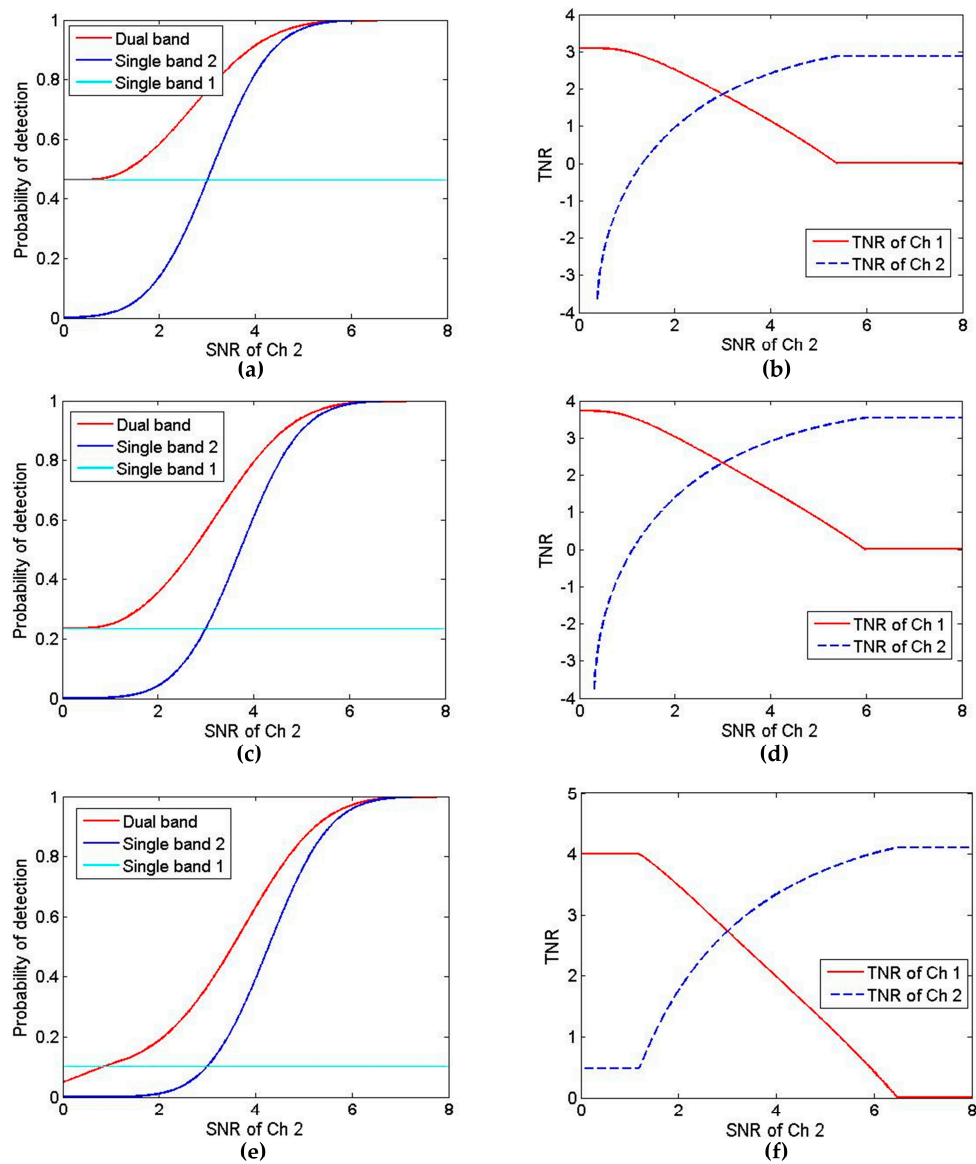 1
0.8
0.6
0.4
0.2
0
0 2 4 6 8
Probability of detection
SNR of Ch 2
Dual band
Single band 2
Single band 1
(a)
4
3
2
1
0
-1
-2
-3
-4
0 2 4 6 8
TNR
SNR of Ch 2
TNR of Ch 1
TNR of Ch 2
(b)
1
0.8
0.6
0.4
0.2
0
0 2 4 6 8
Probability of detection
SNR of Ch 2
Dual band
Single band 2
Single band 1
(c)
4
3
2
1
0
-1
-2
-3
-4
0 2 4 6 8
TNR
SNR of Ch 2
TNR of Ch 1
TNR of Ch 2
(d)
1
0.8
0.6
0.4
0.2
0
0 2 4 6 8
Probability of detection
SNR of Ch 2
Dual band
Single band 2
Single band 1
(e)
5
4
3
2
1
0
0 2 4 6 8
TNR
SNR of Ch 2
TNR of Ch 1
TNR of Ch 2
(f)